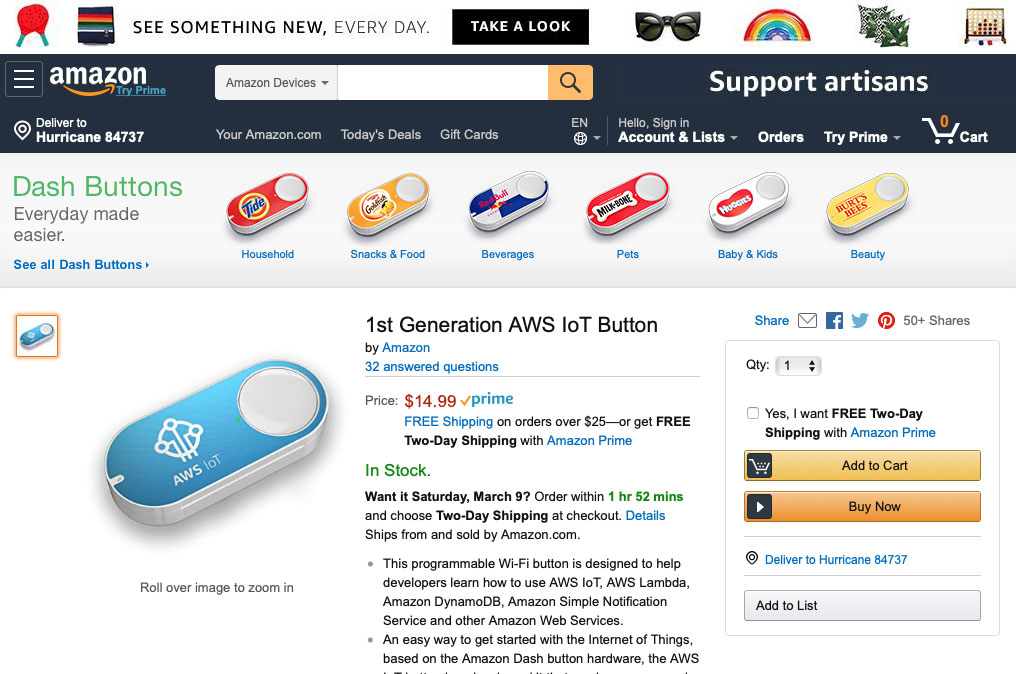 SEE SOMETHING NEW, EVERY DAY.
TAKE A LOOK
amazon
Try Prime
Amazon Devices
Support artisans
Deliver to
Hurricane 84737
Your Amazon.com
Today's Deals
Gift Cards
EN
Hello, Sign in
Account & Lists
Orders
Try Prime
0
Cart
Dash Buttons
Everyday made
easier.
See all Dash Buttons
Tide
Household
Goldfish
Snacks & Food
Red Bull
Beverages
MILK-BONE
Pets
HUGGIES
Baby & Kids
BURT'S
BEES
Beauty
AWS IoT
Roll over image to zoom in
1st Generation AWS IoT Button
by Amazon
32 answered questions
Price: $14.99 prime
FREE Shipping on orders over $25—or get FREE
Two-Day Shipping with Amazon Prime
In Stock.
Want it Saturday, March 9? Order within 1 hr 52 mins
and choose Two-Day Shipping at checkout. Details
Ships from and sold by Amazon.com.
This programmable Wi-Fi button is designed to help
developers learn how to use AWS IoT, AWS Lambda,
Amazon DynamoDB, Amazon Simple Notification
Service and other Amazon Web Services.
An easy way to get started with the Internet of Things,
based on the Amazon Dash button hardware, the AWS
Share
50+ Shares
Qty: 1
Yes, I want FREE Two-Day
Shipping with Amazon Prime
Add to Cart
Buy Now
Deliver to Hurricane 84737
Add to List